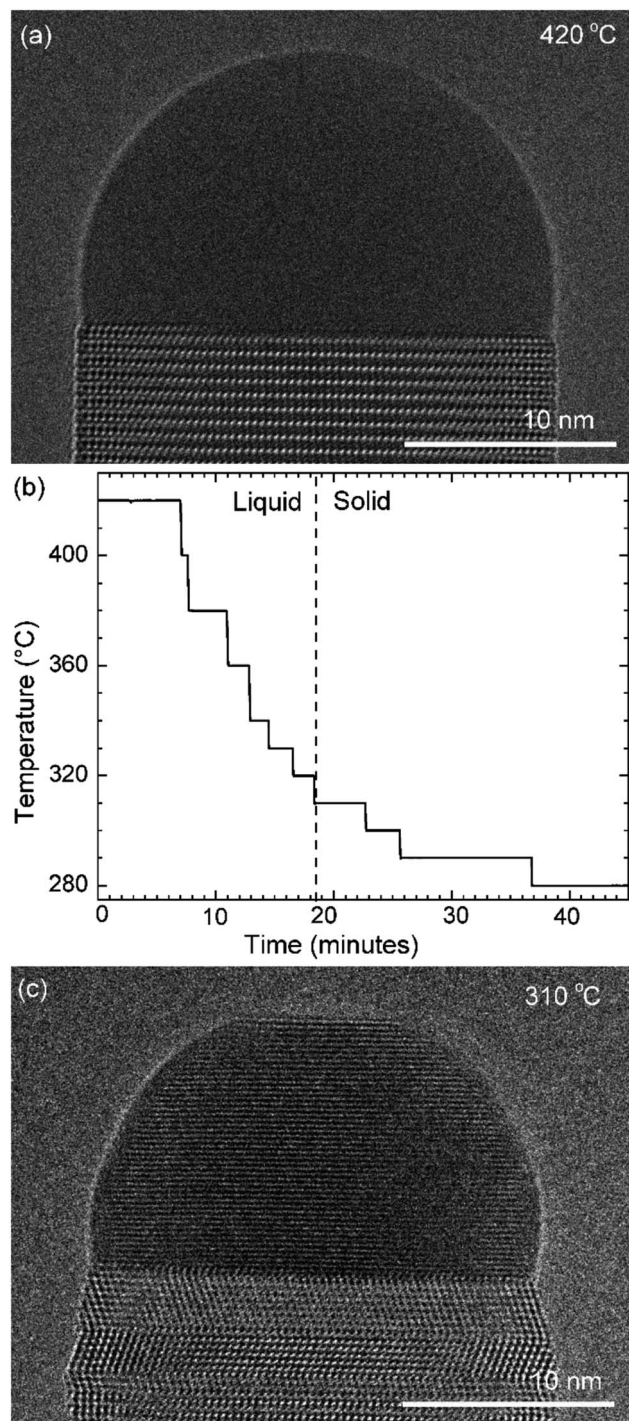 (a)
420 °C
10 nm
(b)
Liquid
Solid
400
360
320
280
Temperature (°C)
0 10 20 30 40
Time (minutes)
(c)
310 °C
10 nm